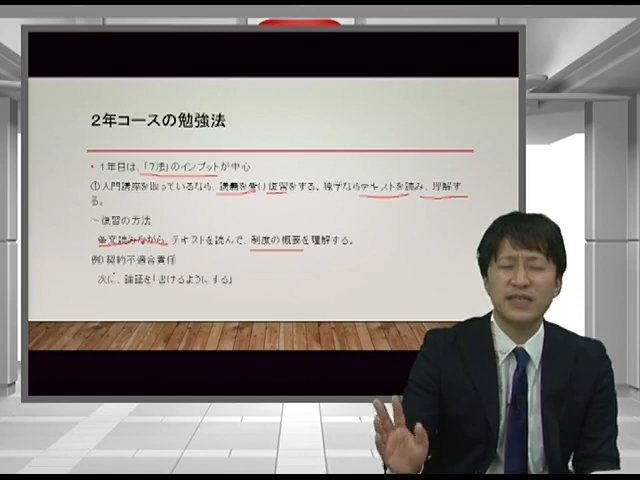 ２年コースの勉強法
• １年目は、「７法」のインプットが中心
①入門講座を取っているなら、講義を受け復習をする。独学ならテキストを読み、理解す
る。
～復習の方法
条文読みながら、テキストを読んで、制度の概要を理解する。
例）契約不適合責任
次に、論証を「書けるようにする」